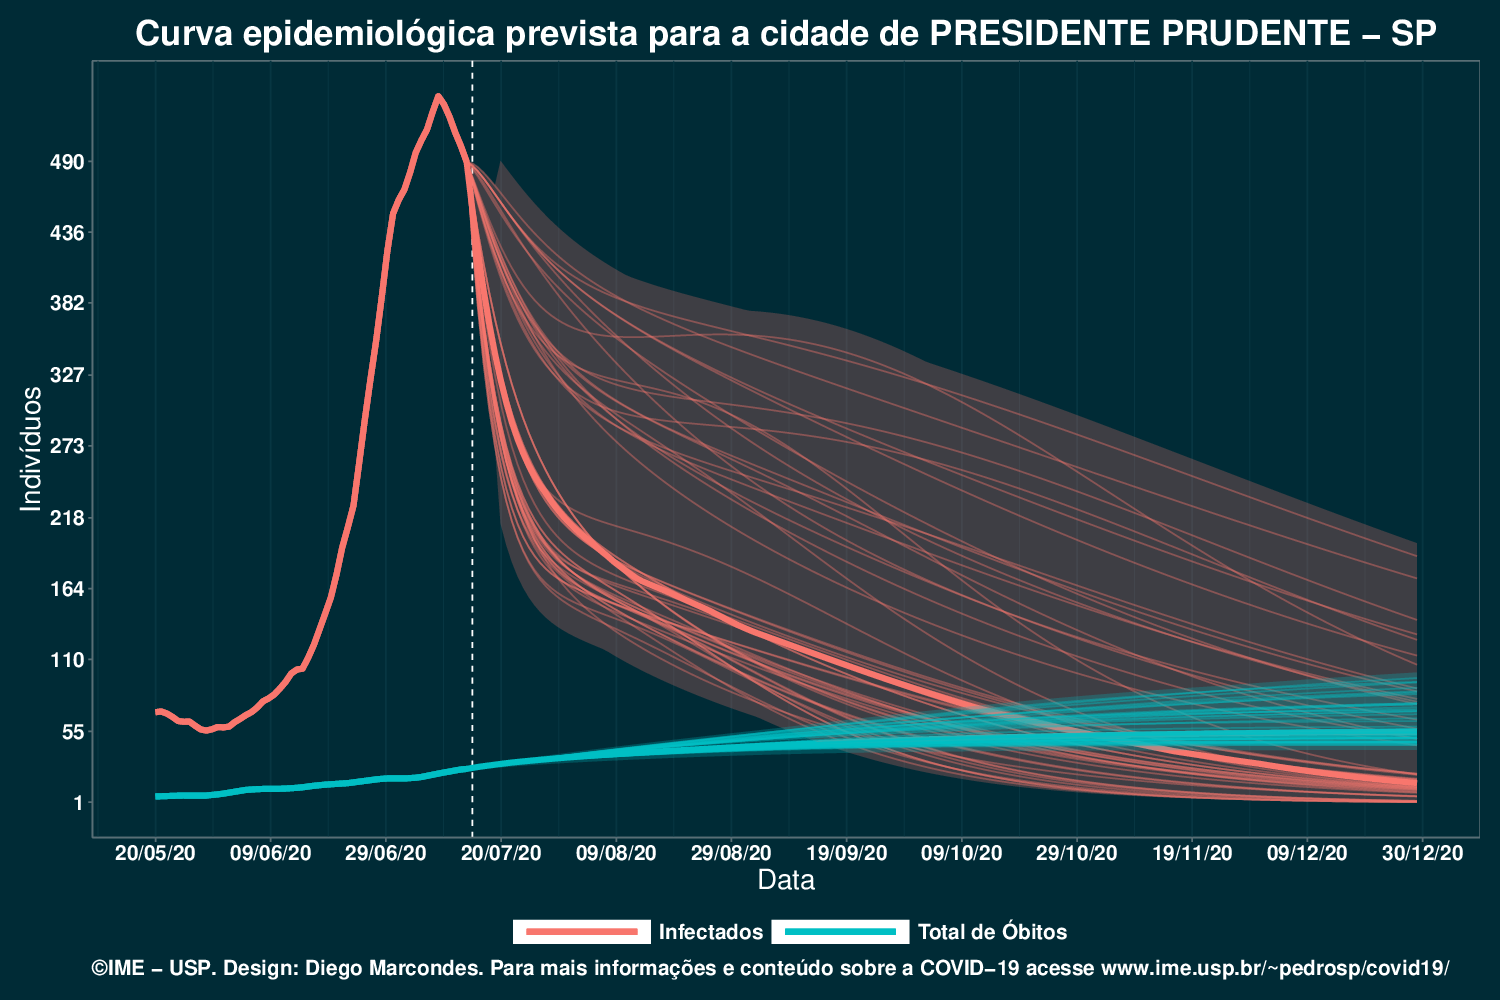 Curva epidemiológica prevista para a cidade de PRESIDENTE PRUDENTE – SP
Indivíduos
490
436
382
327
273
218
164
110
55
1
20/05/20 09/06/20 29/06/20 20/07/20 09/08/20 29/08/20 19/09/20 09/10/20 29/10/20 19/11/20 09/12/20 30/12/20
Data
Infectados Total de Óbitos
©IME – USP. Design: Diego Marcondes. Para mais informações e conteúdo sobre a COVID–19 acesse www.ime.usp.br/~pedrosp/covid19/